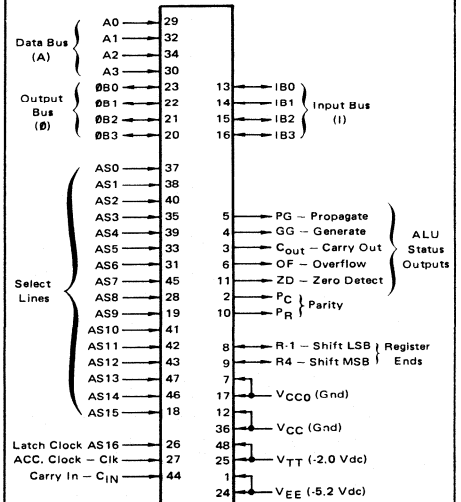 A0 29
A1 32
Data Bus (A)
A2 34
A3 30
ØB0 23
Output Bus (Ø)
ØB1 22
ØB2 21
ØB3 20
13 IB0
14 IB1
Input Bus (I)
15 IB2
16 IB3
AS0 37
AS1 38
AS2 40
AS3 35
AS4 39
AS5 33
AS6 31
Select Lines
AS7 45
AS8 28
AS9 19
AS10 41
AS11 42
AS12 43
AS13 47
AS14 46
AS15 18
5 PG – Propagate
4 GG – Generate
3 Cout – Carry Out
6 OF – Overflow
11 ZD – Zero Detect
ALU Status Outputs
2 PC
10 PR
Parity
8 R-1 – Shift LSB
9 R4 – Shift MSB
Register Ends
7
17 VCCO (Gnd)
12
36 VCC (Gnd)
48
25 VTT (-2.0 Vdc)
1
24 VEE (-5.2 Vdc)
Latch Clock AS16 26
ACC. Clock – Clk 27
Carry In – CIN 44